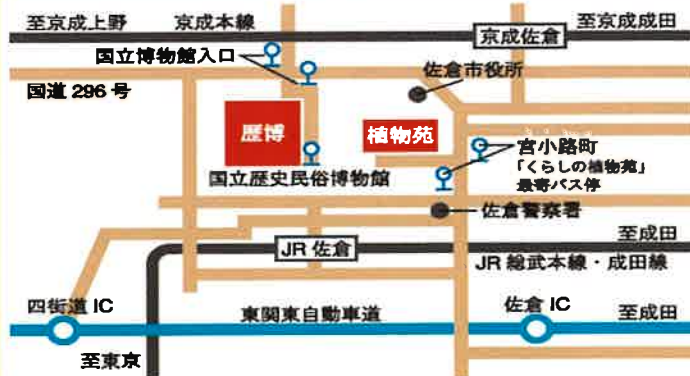 至京成上野
京成本線
至京成成田
京成佐倉
国立博物館入口
佐倉市役所
国道296号
歴博
植物苑
宮小路町
「くらしの植物苑」
最寄バス停
国立歴史民俗博物館
佐倉警察署
至成田
JR佐倉
JR総武本線・成田線
四街道IC
東関東自動車道
佐倉IC
至成田
至東京